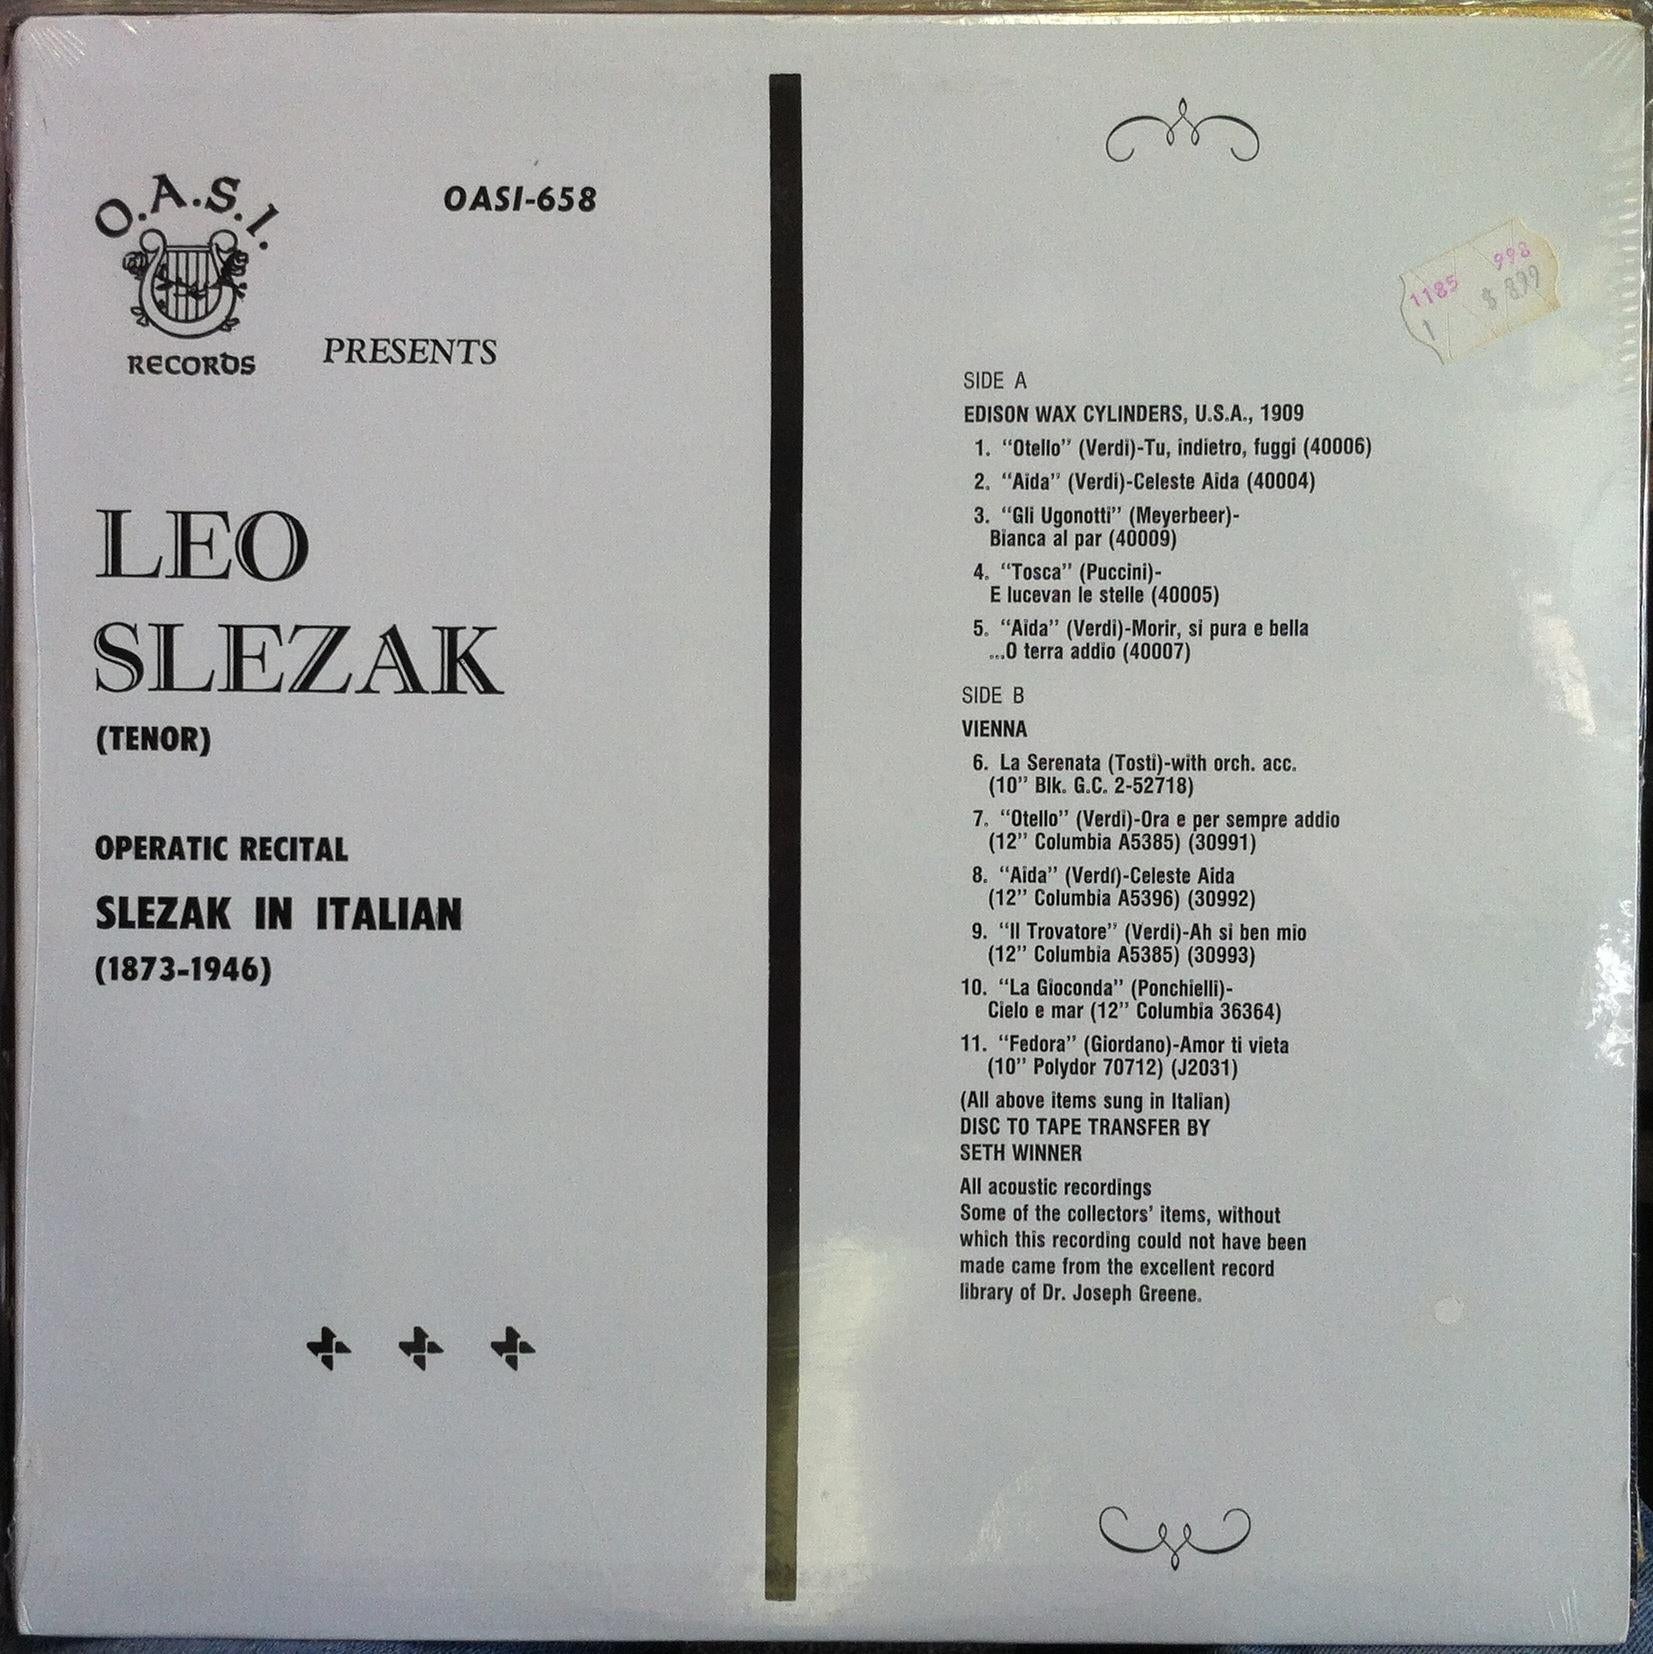 O.A.S.I.
RECORDS
OASI-658
PRESENTS
LEO
SLEZAK
(TENOR)
OPERATIC RECITAL
SLEZAK IN ITALIAN
(1873-1946)
1185 998
1 $ 899
SIDE A
EDISON WAX CYLINDERS, U.S.A., 1909
1. “Otello” (Verdi)-Tu, indietro, fuggi (40006)
2. “Aida” (Verdi)-Celeste Aida (40004)
3. “Gli Ugonotti” (Meyerbeer)-
Bianca al par (40009)
4. “Tosca” (Puccini)-
E lucevan le stelle (40005)
5. “Aida” (Verdi)-Morir, si pura e bella
...O terra addio (40007)
SIDE B
VIENNA
6. La Serenata (Tosti)-with orch. acc.
(10” Blk. G.C. 2-52718)
7. “Otello” (Verdi)-Ora e per sempre addio
(12” Columbia A5385) (30991)
8. “Aida” (Verdi)-Celeste Aida
(12” Columbia A5396) (30992)
9. “Il Trovatore” (Verdi)-Ah si ben mio
(12” Columbia A5385) (30993)
10. “La Gioconda” (Ponchielli)-
Cielo e mar (12” Columbia 36364)
11. “Fedora” (Giordano)-Amor ti vieta
(10” Polydor 70712) (J2031)
(All above items sung in Italian)
DISC TO TAPE TRANSFER BY
SETH WINNER
All acoustic recordings
Some of the collectors’ items, without
which this recording could not have been
made came from the excellent record
library of Dr. Joseph Greene.